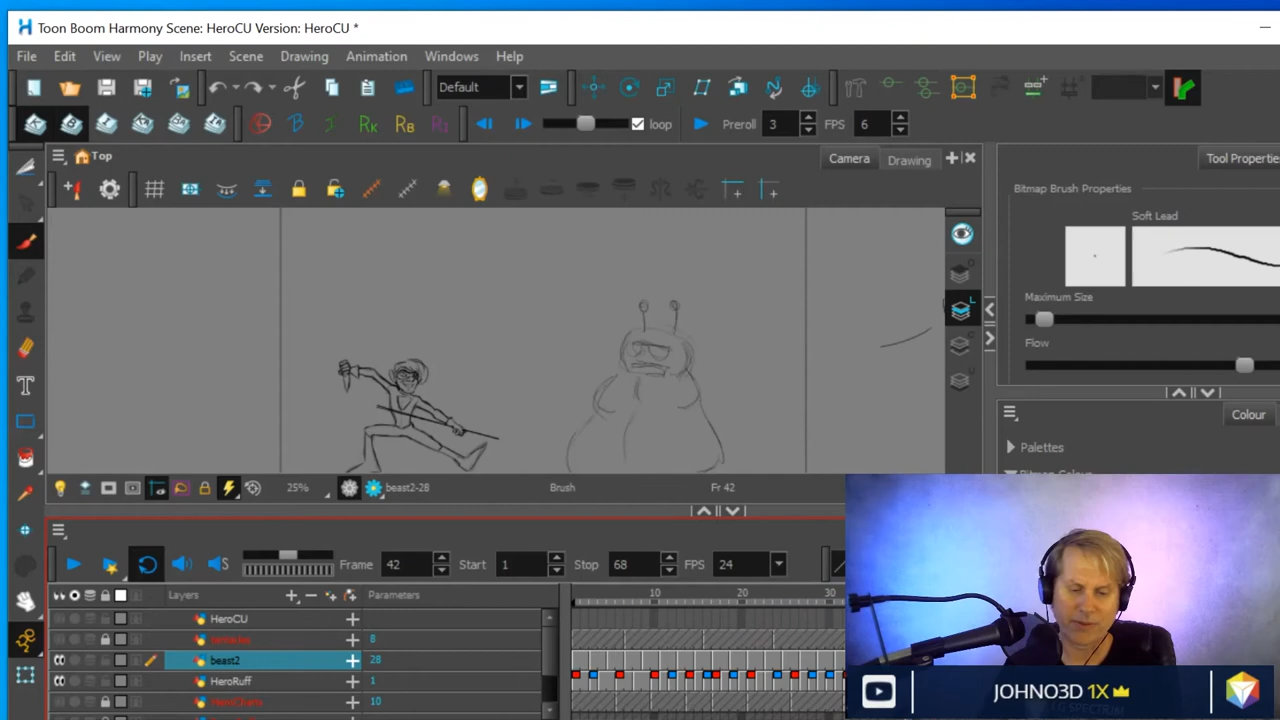 Toon Boom Harmony Scene: HeroCU Version: HeroCU *
File Edit View Play Insert Scene Drawing Animation Windows Help
Default
loop Preroll 3 FPS 6
Top Camera Drawing Tool Propertie
Bitmap Brush Properties
Soft Lead
Maximum Size
Flow
Colour
Palettes
25% beast2-28 Brush Fr 42
Frame 42 Start 1 Stop 68 FPS 24
Layers Parameters 10 20 30
HeroCU
8
beast2 28
HeroRuff 1
10
JOHNO3D 1X